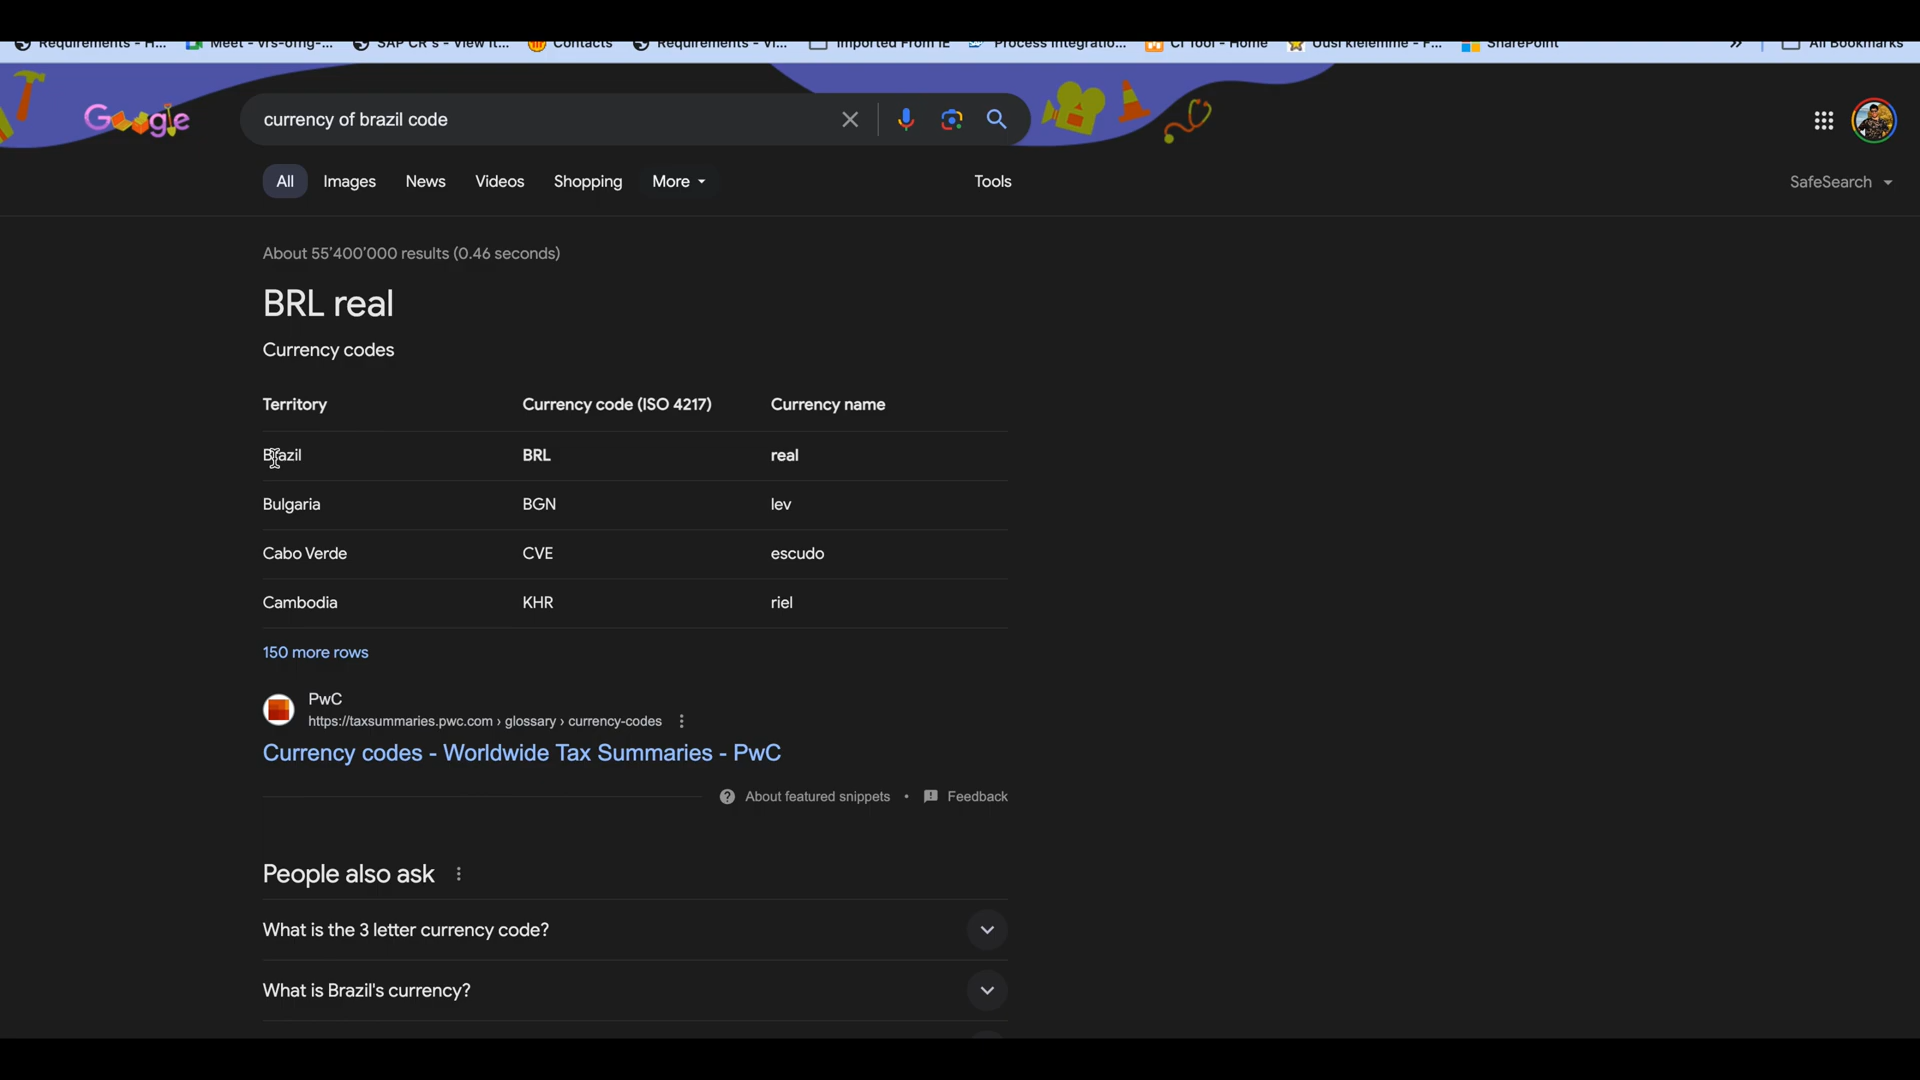 Requirements - H... Meet - vrs-ofng-... SAP CR's - View It... Contacts Requirements - Vi... Imported From IE Process Integratio... CI Tool - Home Uusi kielemme - F... SharePoint » All Bookmarks
Google currency of brazil code
All Images News Videos Shopping More Tools SafeSearch
About 55’400’000 results (0.46 seconds)
BRL real
Currency codes
Territory Currency code (ISO 4217) Currency name
Brazil BRL real
Bulgaria BGN lev
Cabo Verde CVE escudo
Cambodia KHR riel
150 more rows
PwC
https://taxsummaries.pwc.com › glossary › currency-codes
Currency codes - Worldwide Tax Summaries - PwC
About featured snippets • Feedback
People also ask
What is the 3 letter currency code?
What is Brazil's currency?